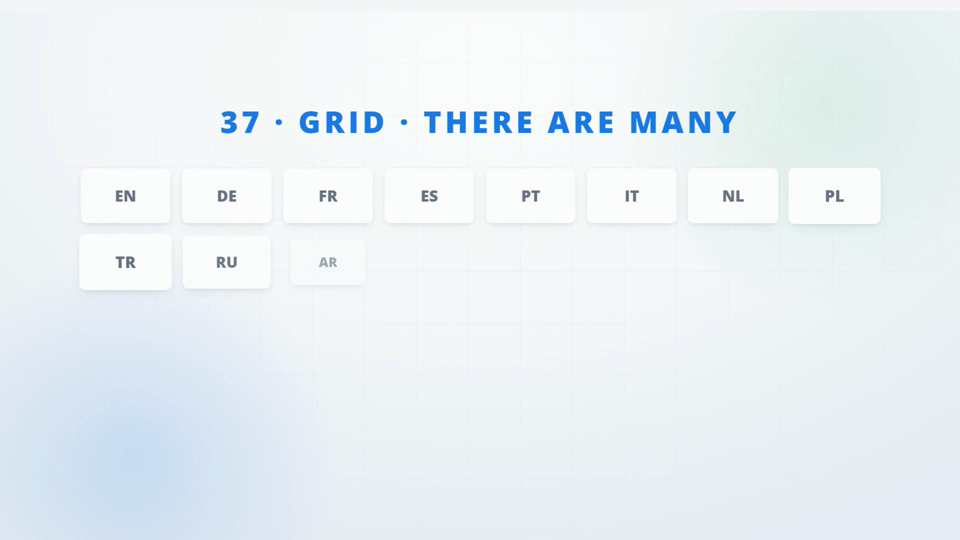 37 · GRID · THERE ARE MANY
EN DE FR ES PT IT NL PL
TR RU AR